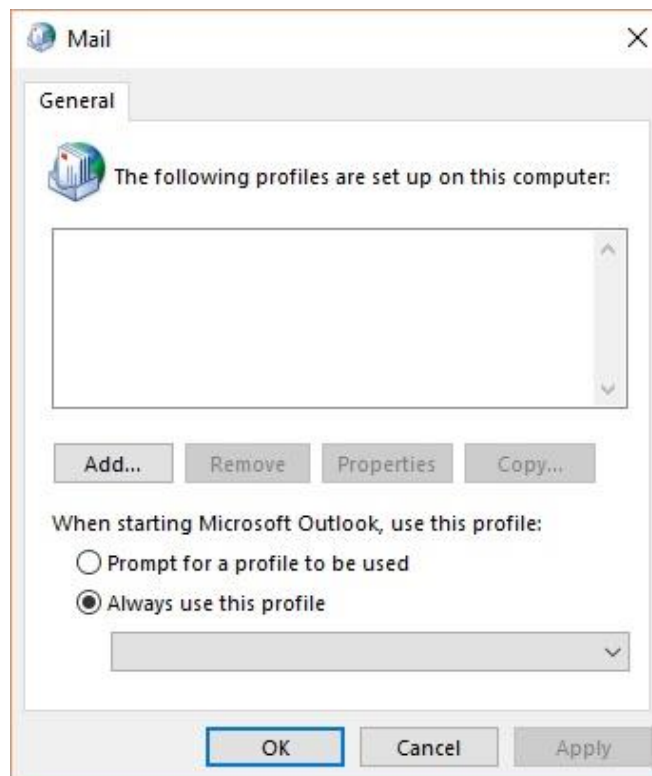 Mail
General
The following profiles are set up on this computer:
Add...
Remove
Properties
Copy...
When starting Microsoft Outlook, use this profile:
Prompt for a profile to be used
Always use this profile
OK
Cancel
Apply